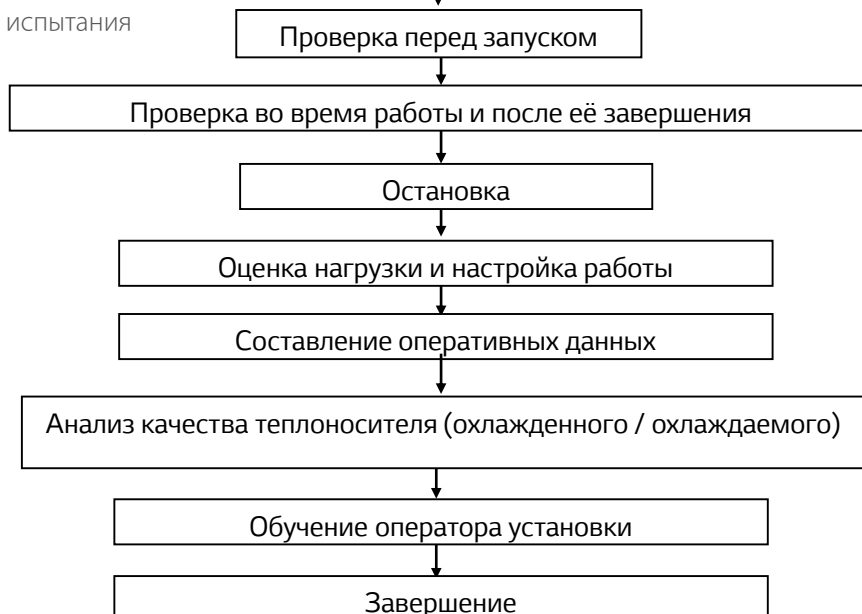 испытания
Проверка перед запуском
Проверка во время работы и после её завершения
Остановка
Оценка нагрузки и настройка работы
Составление оперативных данных
Анализ качества теплоносителя (охлажденного / охлаждаемого)
Обучение оператора установки
Завершение